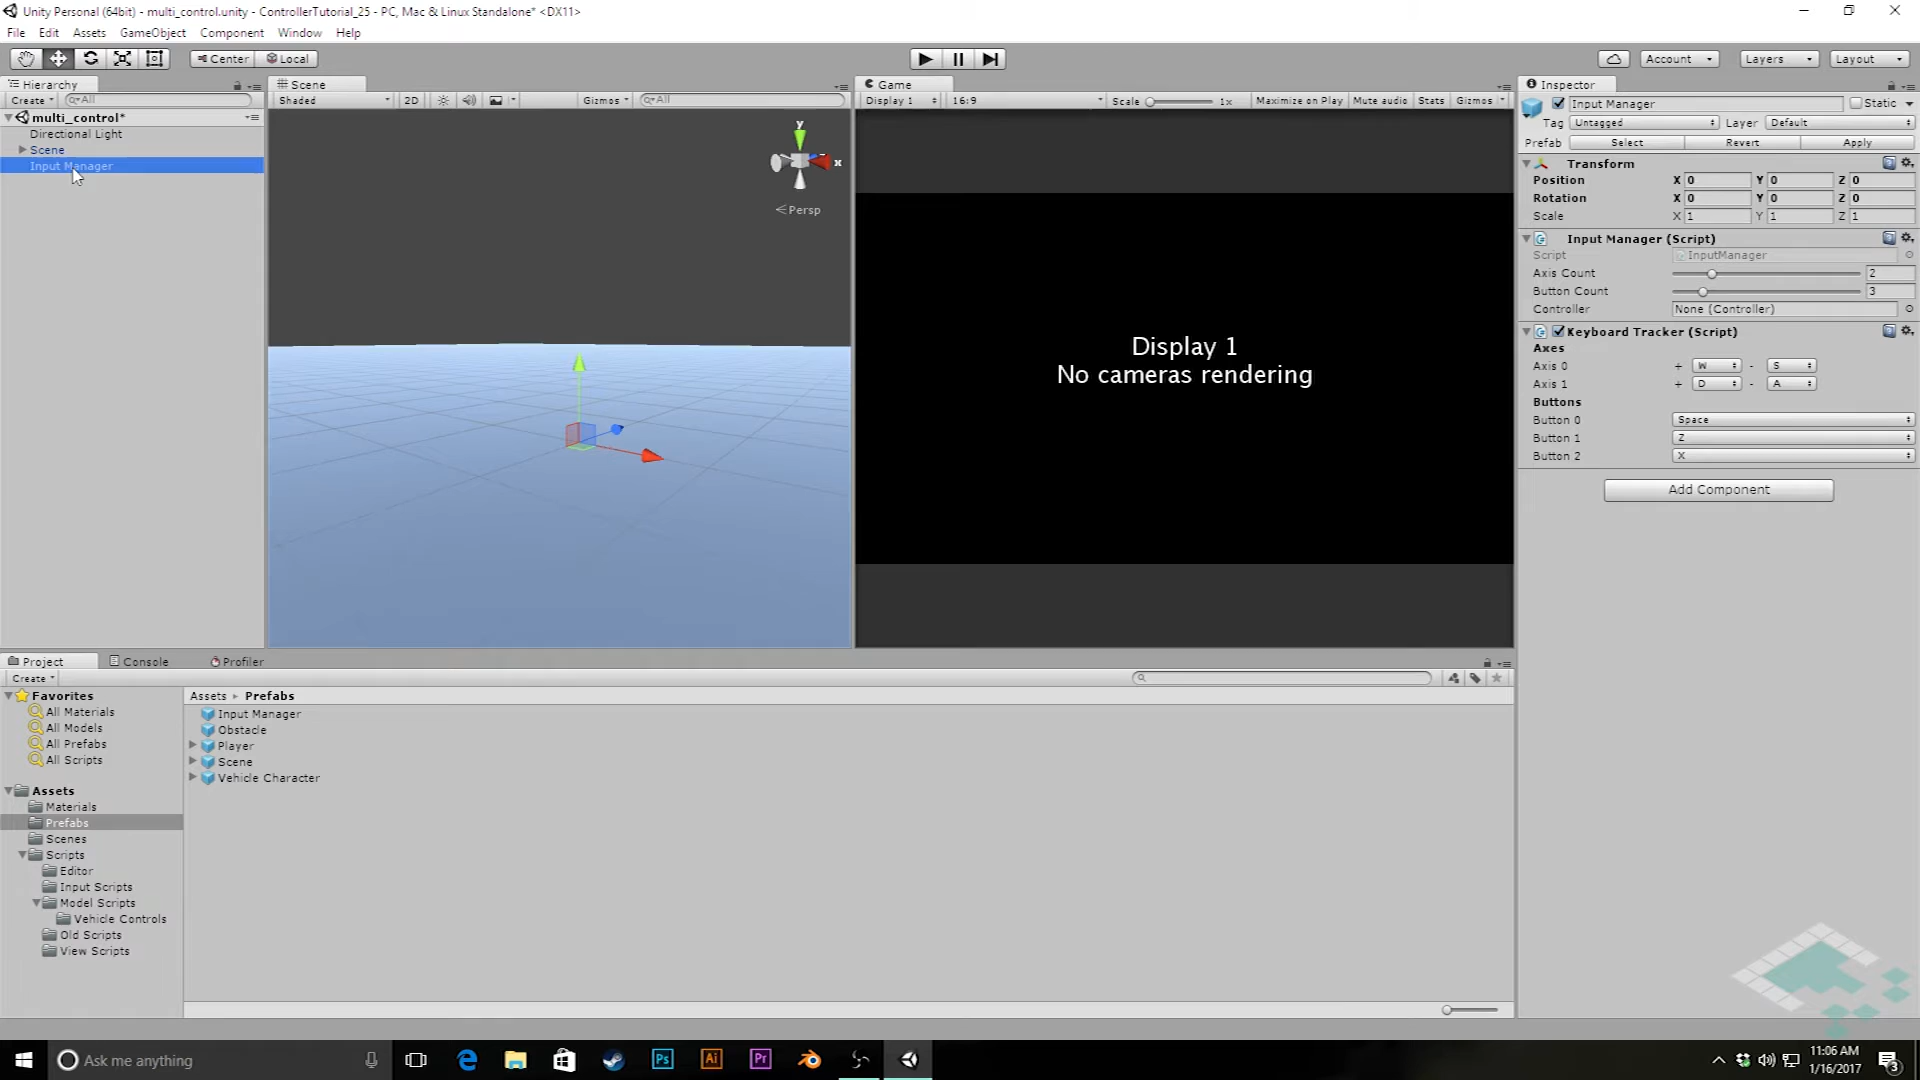 Unity Personal (64bit) - multi_control.unity - ControllerTutorial_25 - PC, Mac & Linux Standalone* <DX11>
File Edit Assets GameObject Component Window Help
Center Local
Account Layers Layout
Hierarchy
Create All
multi_control*
Directional Light
Scene
Input Manager
Scene
Shaded 2D Gizmos All
y
x
Persp
Game
Display 1 16:9 Scale 1x Maximize on Play Mute audio Stats Gizmos
Display 1
No cameras rendering
Inspector
Input Manager Static
Tag Untagged Layer Default
Prefab Select Revert Apply
Transform
Position X 0 Y 0 Z 0
Rotation X 0 Y 0 Z 0
Scale X 1 Y 1 Z 1
Input Manager (Script)
Script InputManager
Axis Count 2
Button Count 3
Controller None (Controller)
Keyboard Tracker (Script)
Axes
Axis 0 + W - S
Axis 1 + D - A
Buttons
Button 0 Space
Button 1 Z
Button 2 X
Add Component
Project Console Profiler
Create
Favorites
All Materials
All Models
All Prefabs
All Scripts
Assets
Materials
Prefabs
Scenes
Scripts
Editor
Input Scripts
Model Scripts
Vehicle Controls
Old Scripts
View Scripts
Assets Prefabs
Input Manager
Obstacle
Player
Scene
Vehicle Character
Ask me anything
Ps Ai Pr
11:06 AM
1/16/2017
3